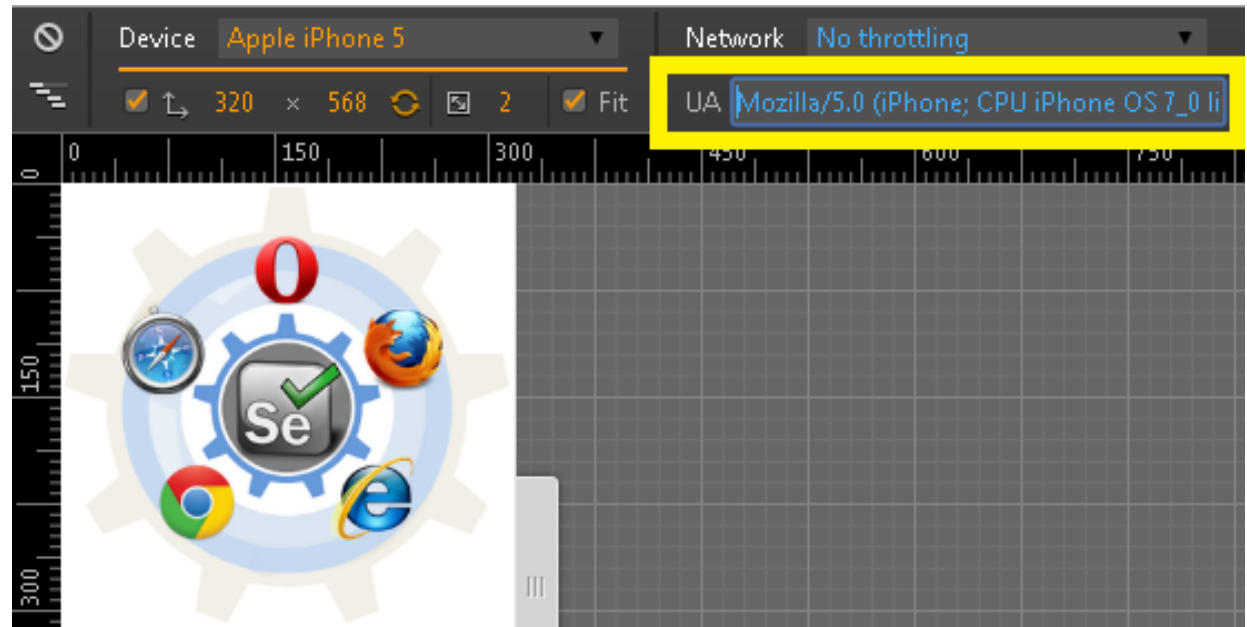 Device Apple iPhone 5 Network No throttling
320 × 568 2 Fit UA Mozilla/5.0 (iPhone; CPU iPhone OS 7_0 li
0 150 300 450 600 750
0
150
300
Se